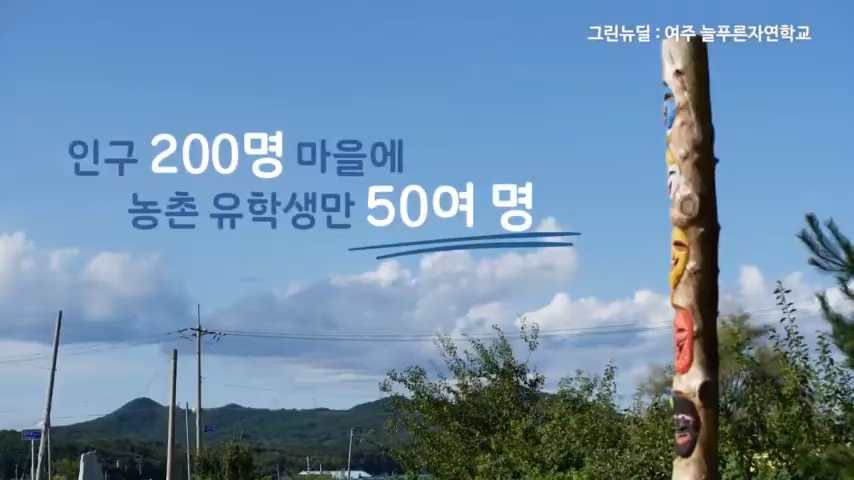 그린뉴딜 : 여주 늘푸른자연학교
인구 200명 마을에
농촌 유학생만 50여 명